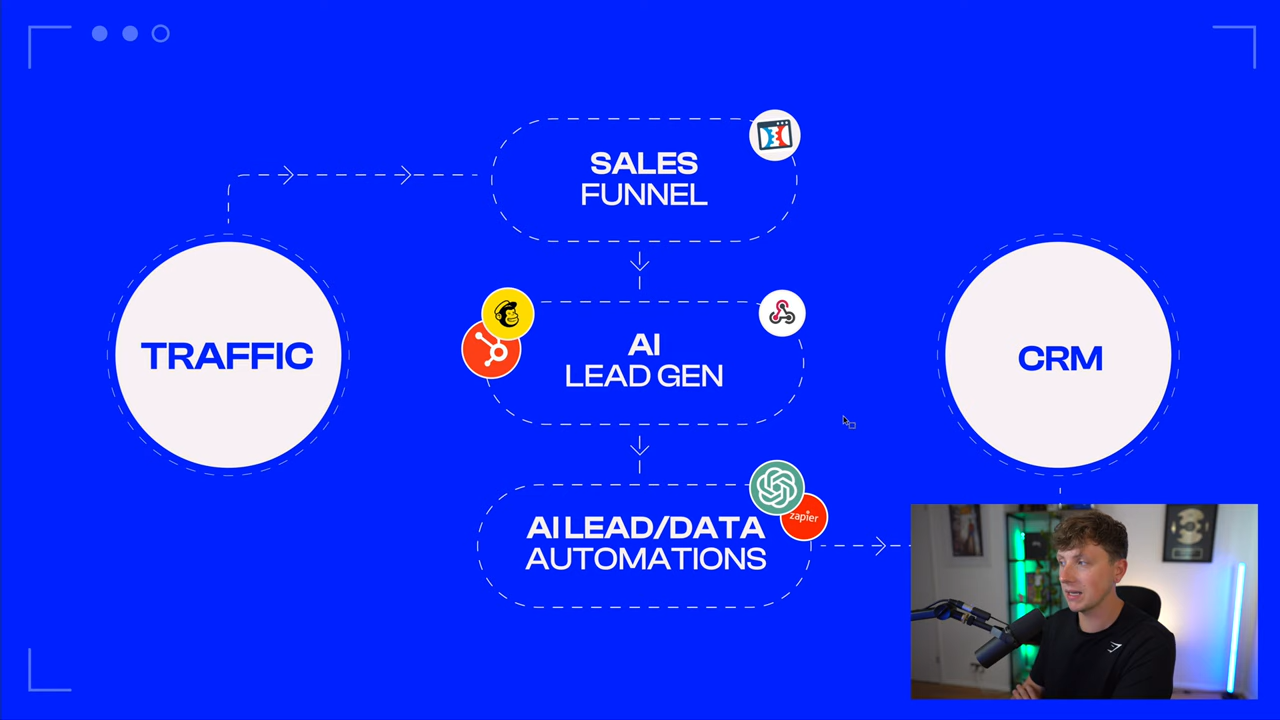 SALES
FUNNEL
TRAFFIC
AI
LEAD GEN
CRM
AI LEAD/DATA
AUTOMATIONS
zapier